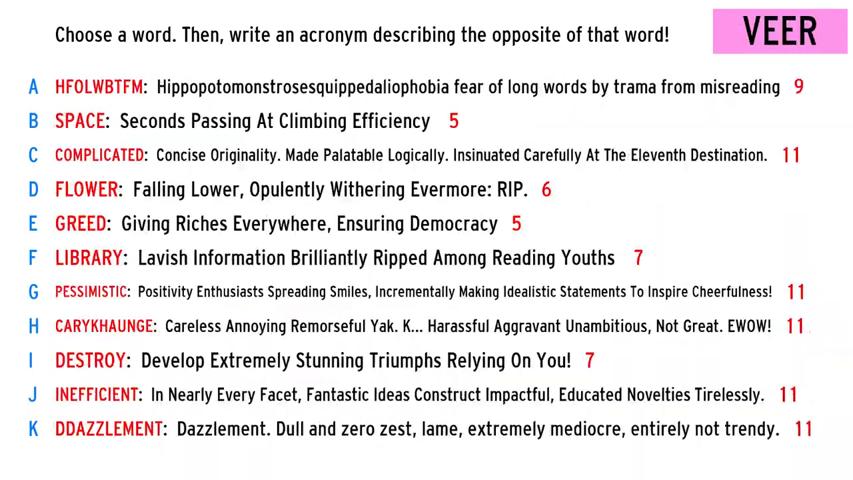 Choose a word. Then, write an acronym describing the opposite of that word! VEER
A HFOLWBTFM: Hippopotomonstrosesquippedaliophobia fear of long words by trama from misreading 9
B SPACE: Seconds Passing At Climbing Efficiency 5
C COMPLICATED: Concise Originality. Made Palatable Logically. Insinuated Carefully At The Eleventh Destination. 11
D FLOWER: Falling Lower, Opulently Withering Evermore: RIP. 6
E GREED: Giving Riches Everywhere, Ensuring Democracy 5
F LIBRARY: Lavish Information Brilliantly Ripped Among Reading Youths 7
G PESSIMISTIC: Positivity Enthusiasts Spreading Smiles, Incrementally Making Idealistic Statements To Inspire Cheerfulness! 11
H CARYKHAUNGE: Careless Annoying Remorseful Yak. K... Harassful Aggravant Unambitious, Not Great. EWOW! 11
I DESTROY: Develop Extremely Stunning Triumphs Relying On You! 7
J INEFFICIENT: In Nearly Every Facet, Fantastic Ideas Construct Impactful, Educated Novelties Tirelessly. 11
K DDAZZLEMENT: Dazzlement. Dull and zero zest, lame, extremely mediocre, entirely not trendy. 11